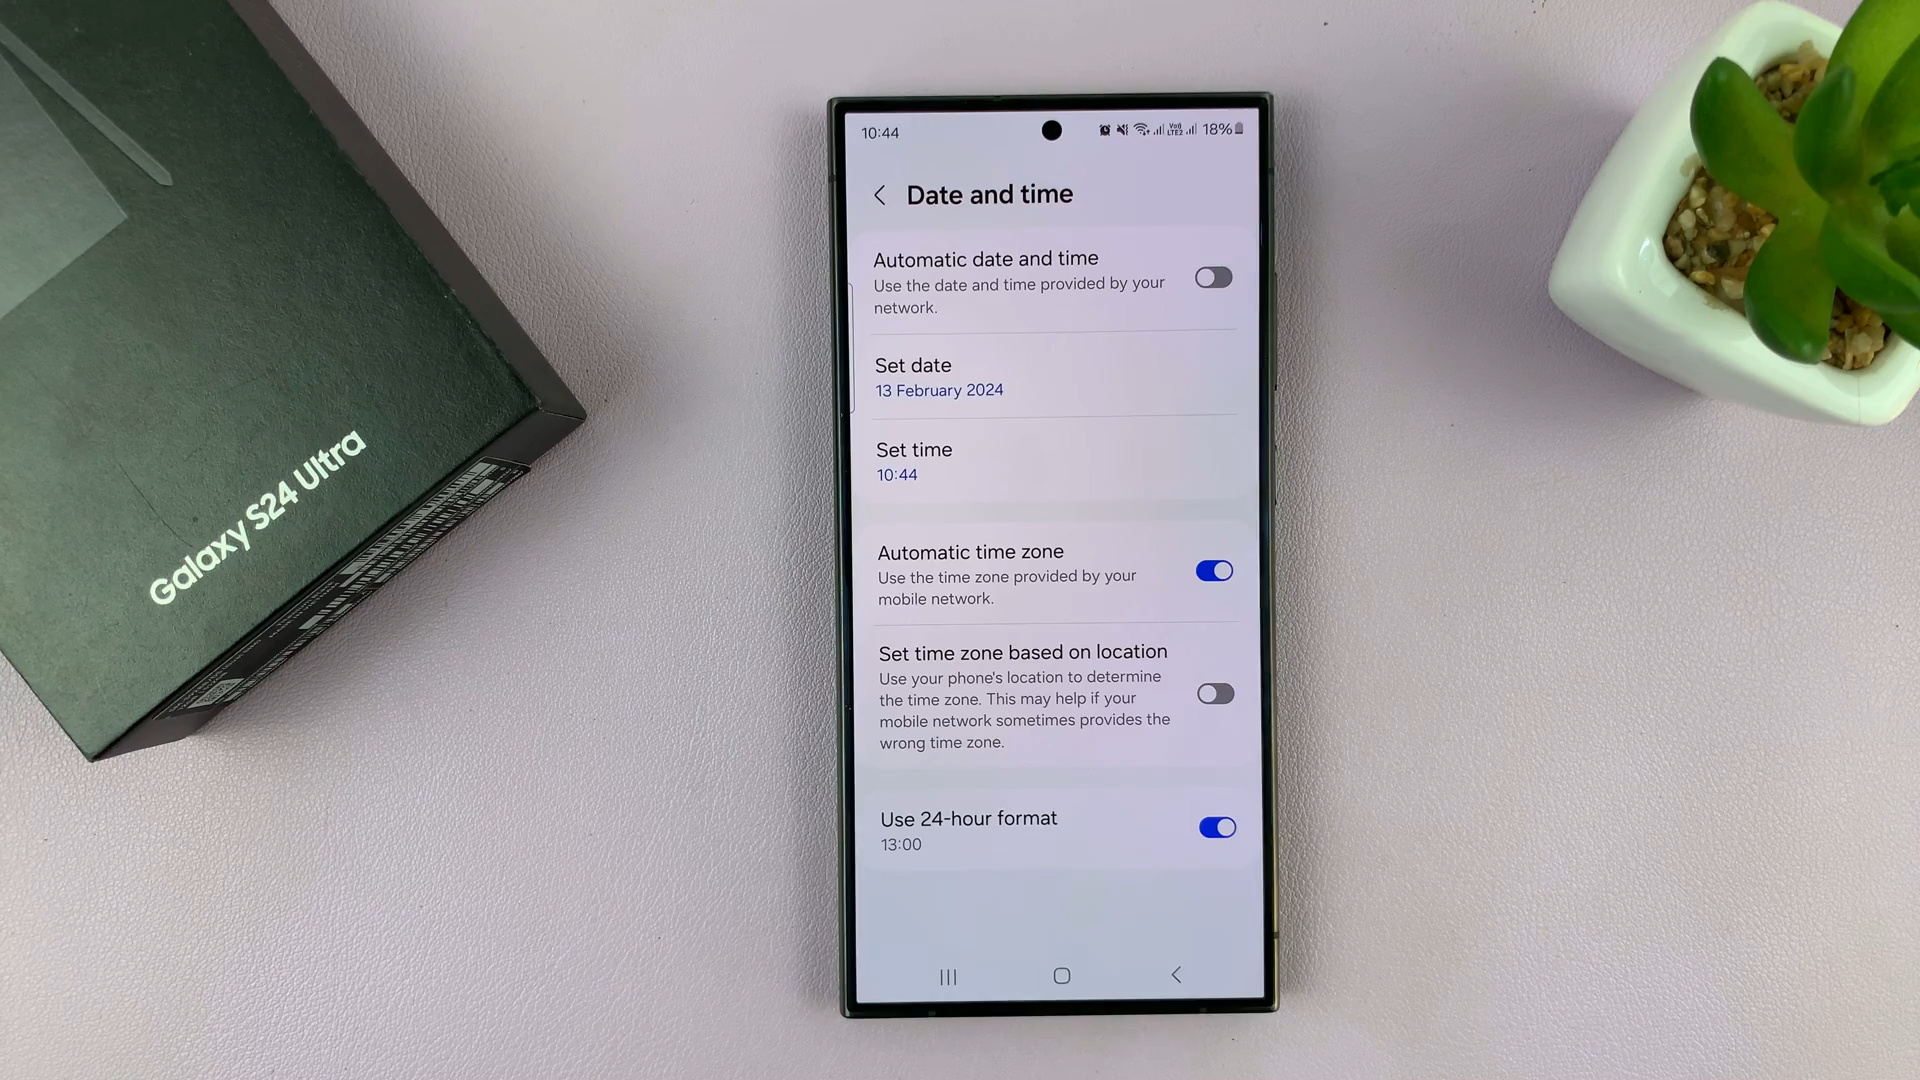 Galaxy S24 Ultra
10:44
18%
Date and time
Automatic date and time
Use the date and time provided by your
network.
Set date
13 February 2024
Set time
10:44
Automatic time zone
Use the time zone provided by your
mobile network.
Set time zone based on location
Use your phone's location to determine
the time zone. This may help if your
mobile network sometimes provides the
wrong time zone.
Use 24-hour format
13:00